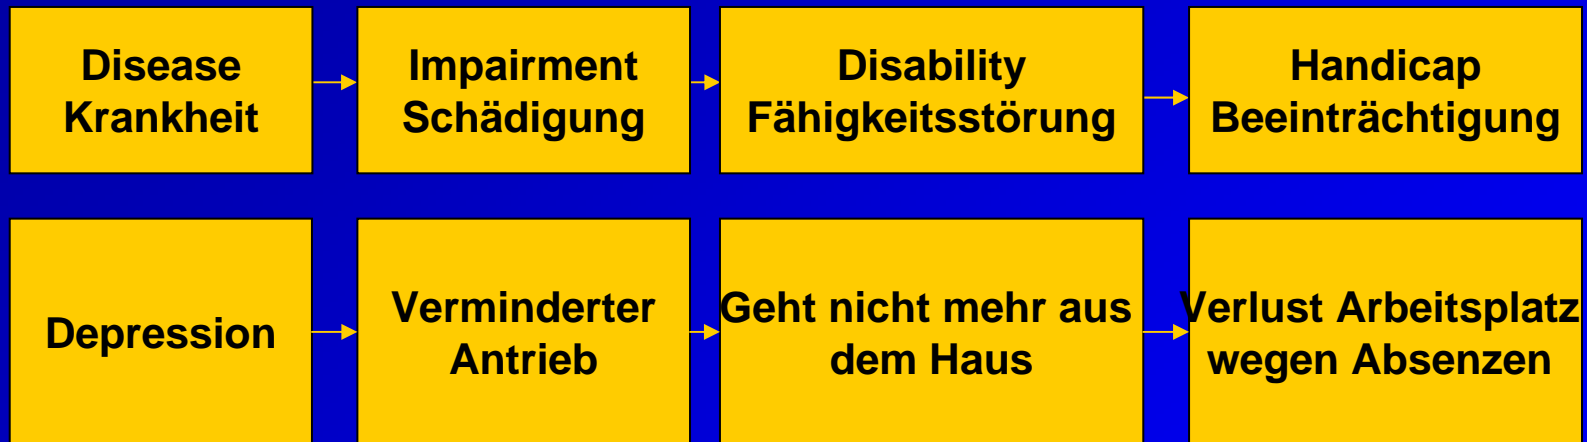 Disease
Krankheit
Impairment
Schädigung
Disability
Fähigkeitsstörung
Handicap
Beeinträchtigung
Depression
Verminderter
Antrieb
Geht nicht mehr aus
dem Haus
Verlust Arbeitsplatz
wegen Absenzen